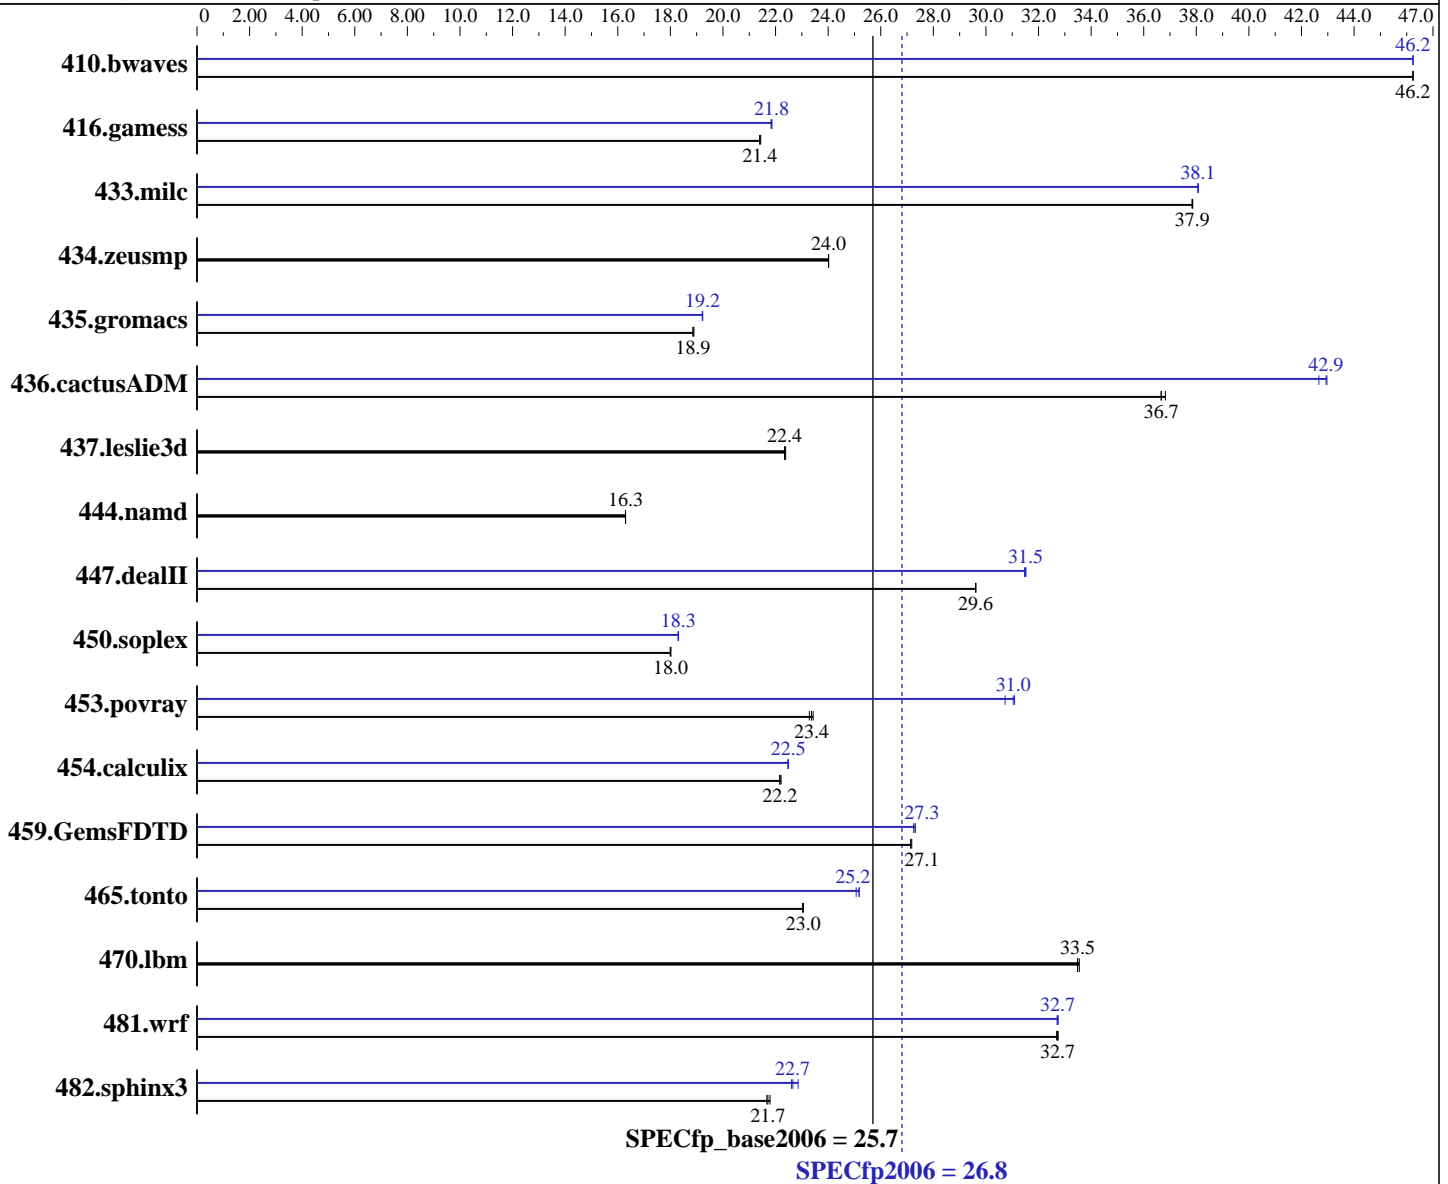 0 2.00 4.00 6.00 8.00 10.0 12.0 14.0 16.0 18.0 20.0 22.0 24.0 26.0 28.0 30.0 32.0 34.0 36.0 38.0 40.0 42.0 44.0 47.0
46.2
410.bwaves
46.2
21.8
416.gamess
21.4
38.1
433.milc
37.9
24.0
434.zeusmp
19.2
435.gromacs
18.9
42.9
436.cactusADM
36.7
22.4
437.leslie3d
16.3
444.namd
31.5
447.dealII
29.6
18.3
450.soplex
18.0
31.0
453.povray
23.4
22.5
454.calculix
22.2
27.3
459.GemsFDTD
27.1
25.2
465.tonto
23.0
33.5
470.lbm
32.7
481.wrf
32.7
22.7
482.sphinx3
21.7
SPECfp_base2006 = 25.7
SPECfp2006 = 26.8